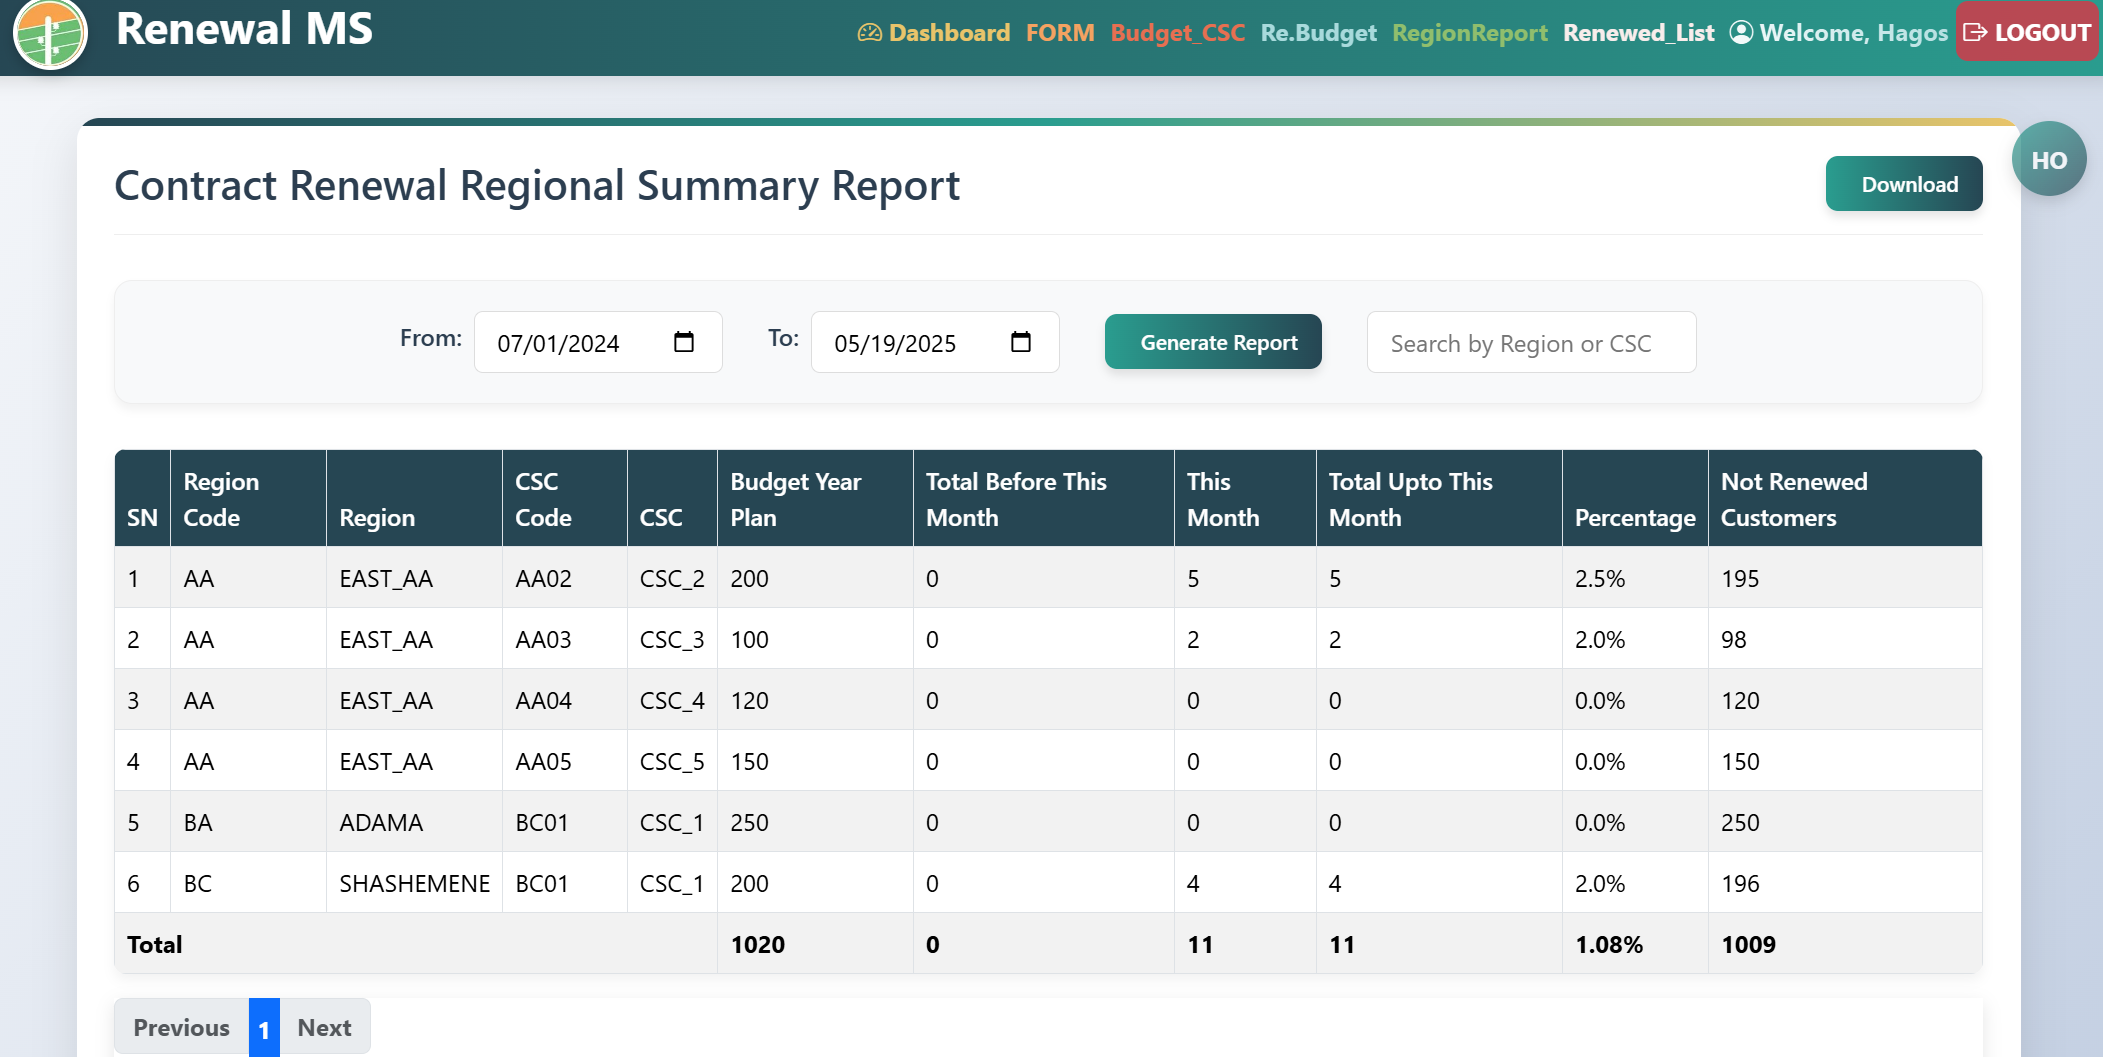 Renewal MS
Dashboard FORM Budget_CSC Re.Budget RegionReport Renewed_List Welcome, Hagos LOGOUT
HO
Contract Renewal Regional Summary Report
Download
From: 07/01/2024 To: 05/19/2025 Generate Report Search by Region or CSC
SN Region Code Region CSC Code CSC Budget Year Plan Total Before This Month This Month Total Upto This Month Percentage Not Renewed Customers
1 AA EAST_AA AA02 CSC_2 200 0 5 5 2.5% 195
2 AA EAST_AA AA03 CSC_3 100 0 2 2 2.0% 98
3 AA EAST_AA AA04 CSC_4 120 0 0 0 0.0% 120
4 AA EAST_AA AA05 CSC_5 150 0 0 0 0.0% 150
5 BA ADAMA BC01 CSC_1 250 0 0 0 0.0% 250
6 BC SHASHEMENE BC01 CSC_1 200 0 4 4 2.0% 196
Total 1020 0 11 11 1.08% 1009
Previous 1 Next